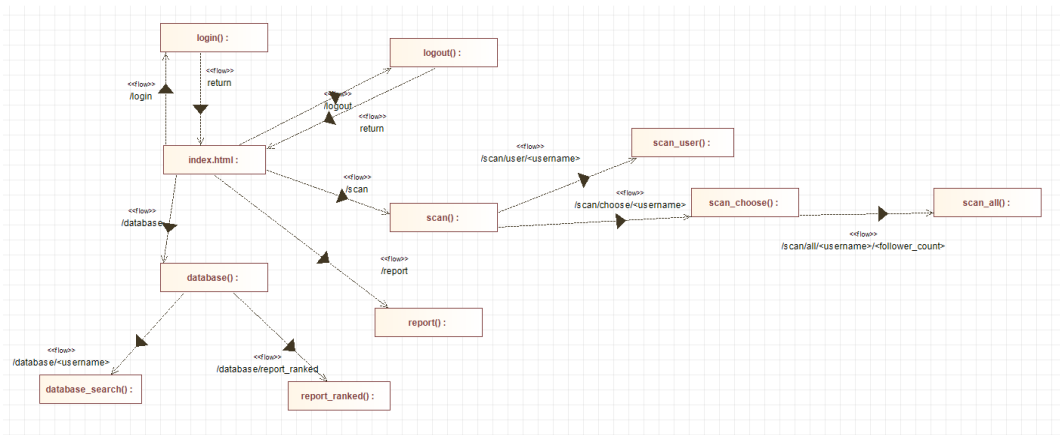 login() :
logout() :
<<flow>>
/login
<<flow>>
return
<<flow>>
/logout
<<flow>>
return
index.html :
<<flow>>
/scan
<<flow>>
/scan/user/<username>
scan_user() :
<<flow>>
/scan/choose/<username>
scan() :
scan_choose() :
scan_all() :
<<flow>>
/scan/all/<username>/<follower_count>
<<flow>>
/database
<<flow>>
/report
database() :
report() :
<<flow>>
/database/<username>
<<flow>>
/database/report_ranked
database_search() :
report_ranked() :